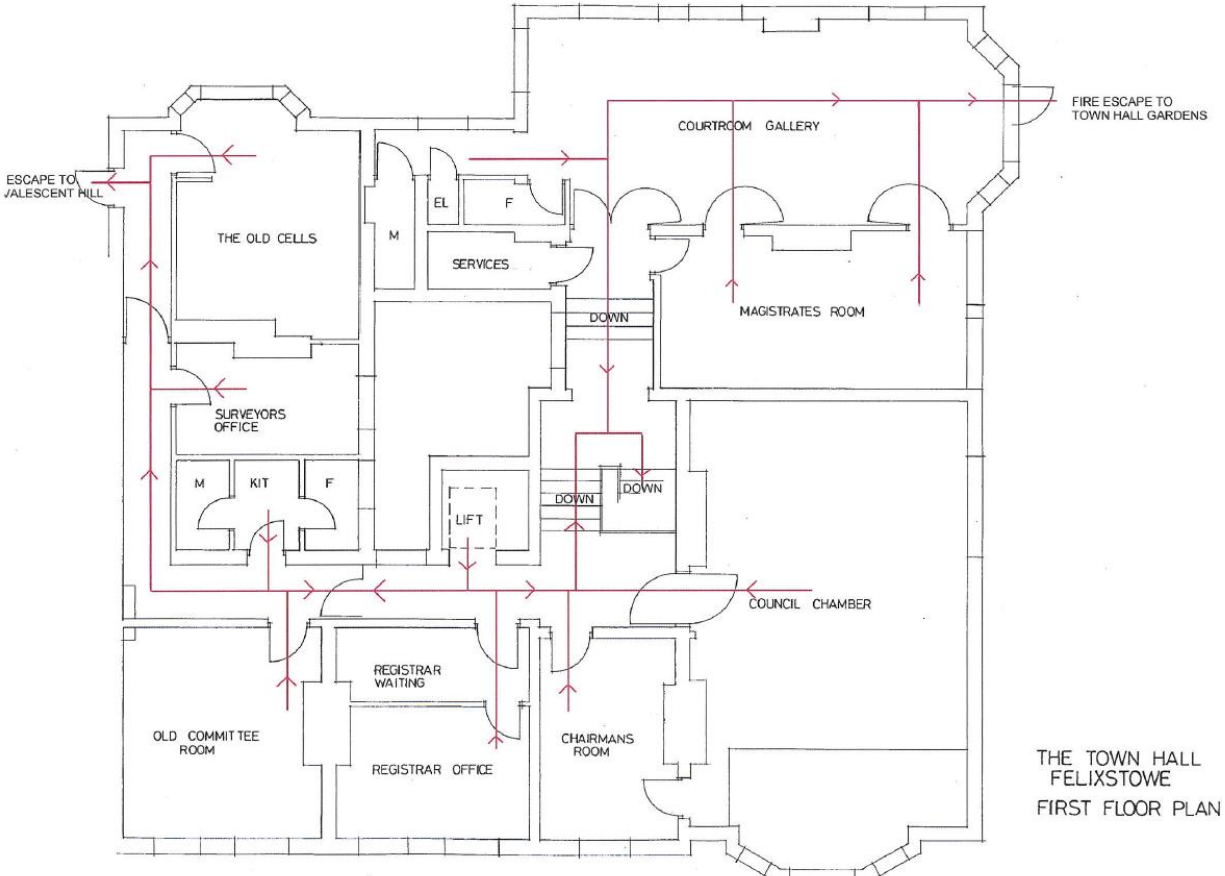 FIRE ESCAPE TO
TOWN HALL GARDENS
COURTROOM GALLERY
ESCAPE TO
VALESCENT HILL
EL
F
M
THE OLD CELLS
SERVICES
DOWN
MAGISTRATES ROOM
SURVEYORS
OFFICE
M
KIT
F
LIFT
DOWN
DOWN
COUNCIL CHAMBER
REGISTRAR
WAITING
OLD COMMITTEE
ROOM
REGISTRAR OFFICE
CHAIRMANS
ROOM
THE TOWN HALL
FELIXSTOWE
FIRST FLOOR PLAN